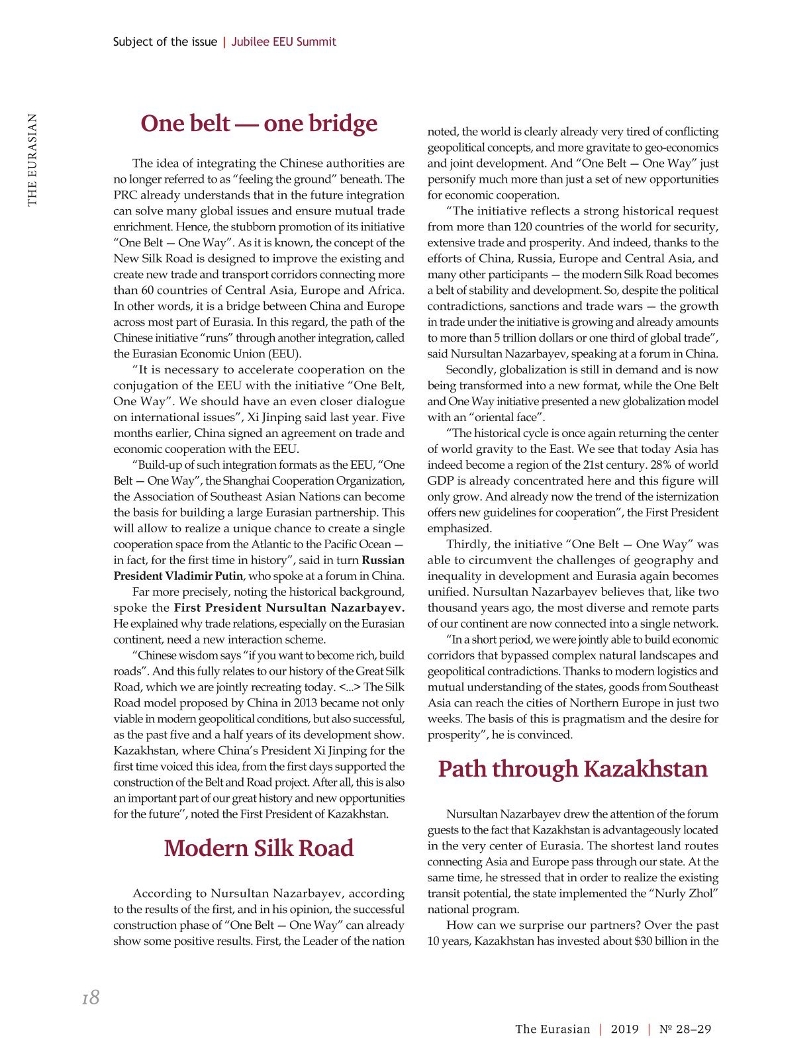 Subject of the issue | Jubilee EEU Summit
THE EURASIAN
One belt — one bridge
The idea of integrating the Chinese authorities are
no longer referred to as “feeling the ground” beneath. The
PRC already understands that in the future integration
can solve many global issues and ensure mutual trade
enrichment. Hence, the stubborn promotion of its initiative
“One Belt — One Way”. As it is known, the concept of the
New Silk Road is designed to improve the existing and
create new trade and transport corridors connecting more
than 60 countries of Central Asia, Europe and Africa.
In other words, it is a bridge between China and Europe
across most part of Eurasia. In this regard, the path of the
Chinese initiative “runs” through another integration, called
the Eurasian Economic Union (EEU).
“It is necessary to accelerate cooperation on the
conjugation of the EEU with the initiative “One Belt,
One Way”. We should have an even closer dialogue
on international issues”, Xi Jinping said last year. Five
months earlier, China signed an agreement on trade and
economic cooperation with the EEU.
“Build-up of such integration formats as the EEU, “One
Belt — One Way”, the Shanghai Cooperation Organization,
the Association of Southeast Asian Nations can become
the basis for building a large Eurasian partnership. This
will allow to realize a unique chance to create a single
cooperation space from the Atlantic to the Pacific Ocean —
in fact, for the first time in history”, said in turn Russian
President Vladimir Putin, who spoke at a forum in China.
Far more precisely, noting the historical background,
spoke the First President Nursultan Nazarbayev.
He explained why trade relations, especially on the Eurasian
continent, need a new interaction scheme.
“Chinese wisdom says “if you want to become rich, build
roads”. And this fully relates to our history of the Great Silk
Road, which we are jointly recreating today. <...> The Silk
Road model proposed by China in 2013 became not only
viable in modern geopolitical conditions, but also successful,
as the past five and a half years of its development show.
Kazakhstan, where China’s President Xi Jinping for the
first time voiced this idea, from the first days supported the
construction of the Belt and Road project. After all, this is also
an important part of our great history and new opportunities
for the future”, noted the First President of Kazakhstan.
Modern Silk Road
According to Nursultan Nazarbayev, according
to the results of the first, and in his opinion, the successful
construction phase of “One Belt — One Way” can already
show some positive results. First, the Leader of the nation
noted, the world is clearly already very tired of conflicting
geopolitical concepts, and more gravitate to geo-economics
and joint development. And “One Belt — One Way” just
personify much more than just a set of new opportunities
for economic cooperation.
“The initiative reflects a strong historical request
from more than 120 countries of the world for security,
extensive trade and prosperity. And indeed, thanks to the
efforts of China, Russia, Europe and Central Asia, and
many other participants — the modern Silk Road becomes
a belt of stability and development. So, despite the political
contradictions, sanctions and trade wars — the growth
in trade under the initiative is growing and already amounts
to more than 5 trillion dollars or one third of global trade”,
said Nursultan Nazarbayev, speaking at a forum in China.
Secondly, globalization is still in demand and is now
being transformed into a new format, while the One Belt
and One Way initiative presented a new globalization model
with an “oriental face”.
“The historical cycle is once again returning the center
of world gravity to the East. We see that today Asia has
indeed become a region of the 21st century. 28% of world
GDP is already concentrated here and this figure will
only grow. And already now the trend of the isternization
offers new guidelines for cooperation”, the First President
emphasized.
Thirdly, the initiative “One Belt — One Way” was
able to circumvent the challenges of geography and
inequality in development and Eurasia again becomes
unified. Nursultan Nazarbayev believes that, like two
thousand years ago, the most diverse and remote parts
of our continent are now connected into a single network.
“In a short period, we were jointly able to build economic
corridors that bypassed complex natural landscapes and
geopolitical contradictions. Thanks to modern logistics and
mutual understanding of the states, goods from Southeast
Asia can reach the cities of Northern Europe in just two
weeks. The basis of this is pragmatism and the desire for
prosperity”, he is convinced.
Path through Kazakhstan
Nursultan Nazarbayev drew the attention of the forum
guests to the fact that Kazakhstan is advantageously located
in the very center of Eurasia. The shortest land routes
connecting Asia and Europe pass through our state. At the
same time, he stressed that in order to realize the existing
transit potential, the state implemented the “Nurly Zhol”
national program.
How can we surprise our partners? Over the past
10 years, Kazakhstan has invested about $30 billion in the
18
The Eurasian | 2019 | № 28–29